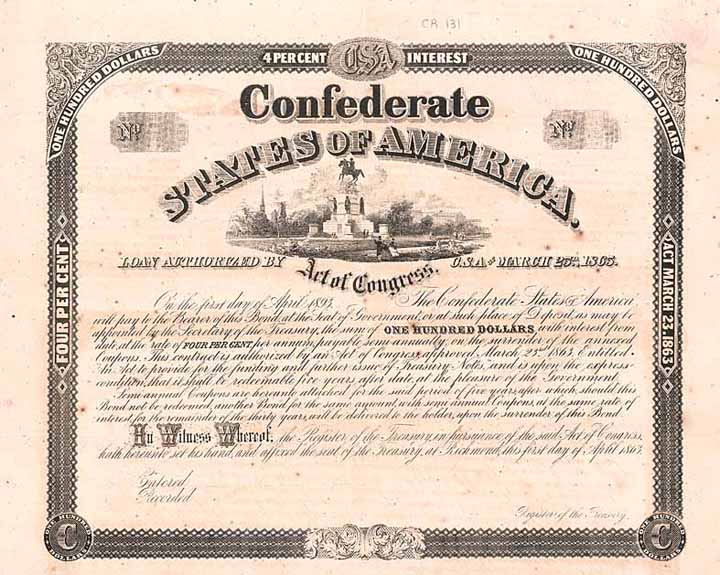 CR 131
ONE HUNDRED DOLLARS
4 PER CENT
CSA
INTEREST
ONE HUNDRED DOLLARS
Confederate
No
No
STATES OF AMERICA.
LOAN AUTHORIZED BY
Act of Congress.
C.S.A. OF MARCH 23D. 1863.
FOUR PER CENT
ACT MARCH 23, 1863
On the first day of April 1893, The Confederate States of America
will pay to the Bearer of this Bond, at the Seat of Government, or at such place of Deposit, as may be
appointed by the Secretary of the Treasury, the sum of ONE HUNDRED DOLLARS, with interest from
date, at the rate of FOUR PER CENT, per annum, payable semi annually, on the surrender of the annexed
Coupons. This contract is authorized by an Act of Congress, approved March 23d 1863, Entitled
An Act to provide for the funding and further issue of Treasury Notes, and is upon the express
condition, that it shall be redeemable five years after date, at the pleasure of the Government.
Semi annual Coupons are hereunto attached for the said period of five years, after which, should this
Bond not be redeemed, another Bond for the same amount, with semi annual Coupons, at the same rate of
interest for the remainder of the thirty years, will be delivered to the holder, upon the surrender of this Bond.
In Witness Whereof, the Register of the Treasury, in pursuance of the said Act of Congress,
hath hereunto set his hand, and affixed the seal of the Treasury, at Richmond, this first day of April 1863.
Entered
Recorded
Register of the Treasury.
ONE HUNDRED
C
DOLLARS
ONE HUNDRED
C
DOLLARS